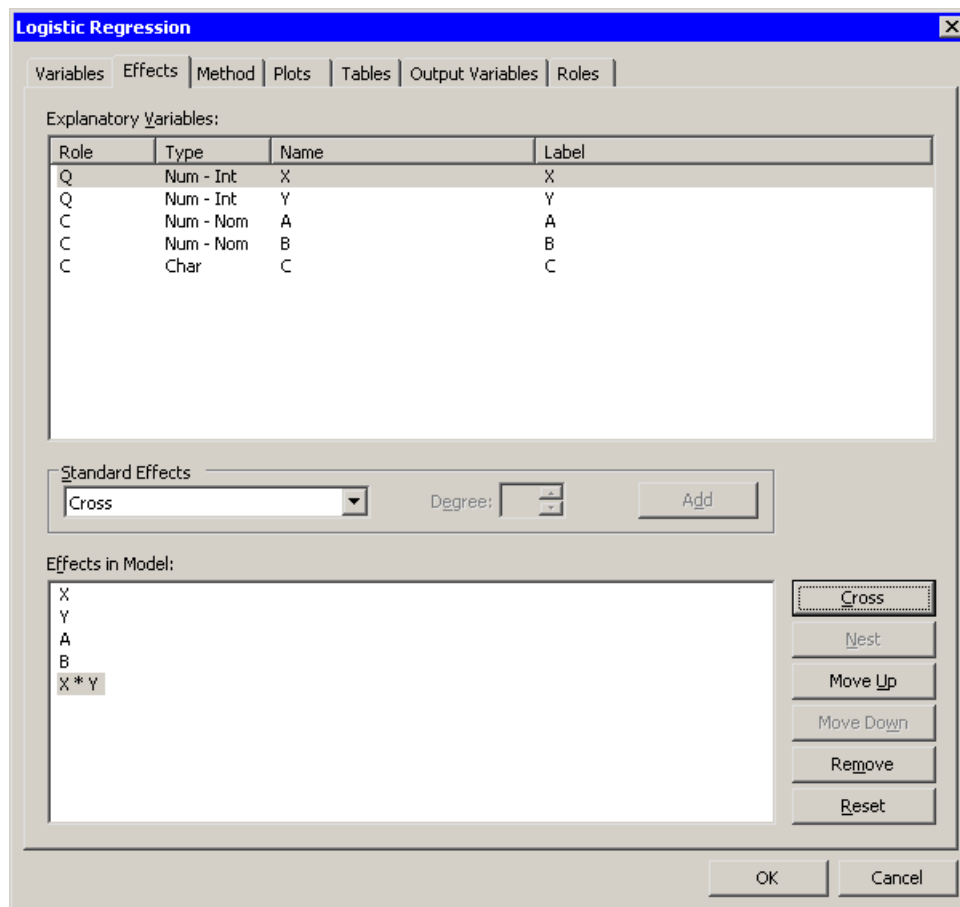 Logistic Regression
Variables Effects Method Plots Tables Output Variables Roles
Explanatory Variables:
Role Type Name Label
Q Num - Int X X
Q Num - Int Y Y
C Num - Nom A A
C Num - Nom B B
C Char C C
Standard Effects
Cross Degree: Add
Effects in Model:
X
Y
A
B
X * Y
Cross
Nest
Move Up
Move Down
Remove
Reset
OK Cancel